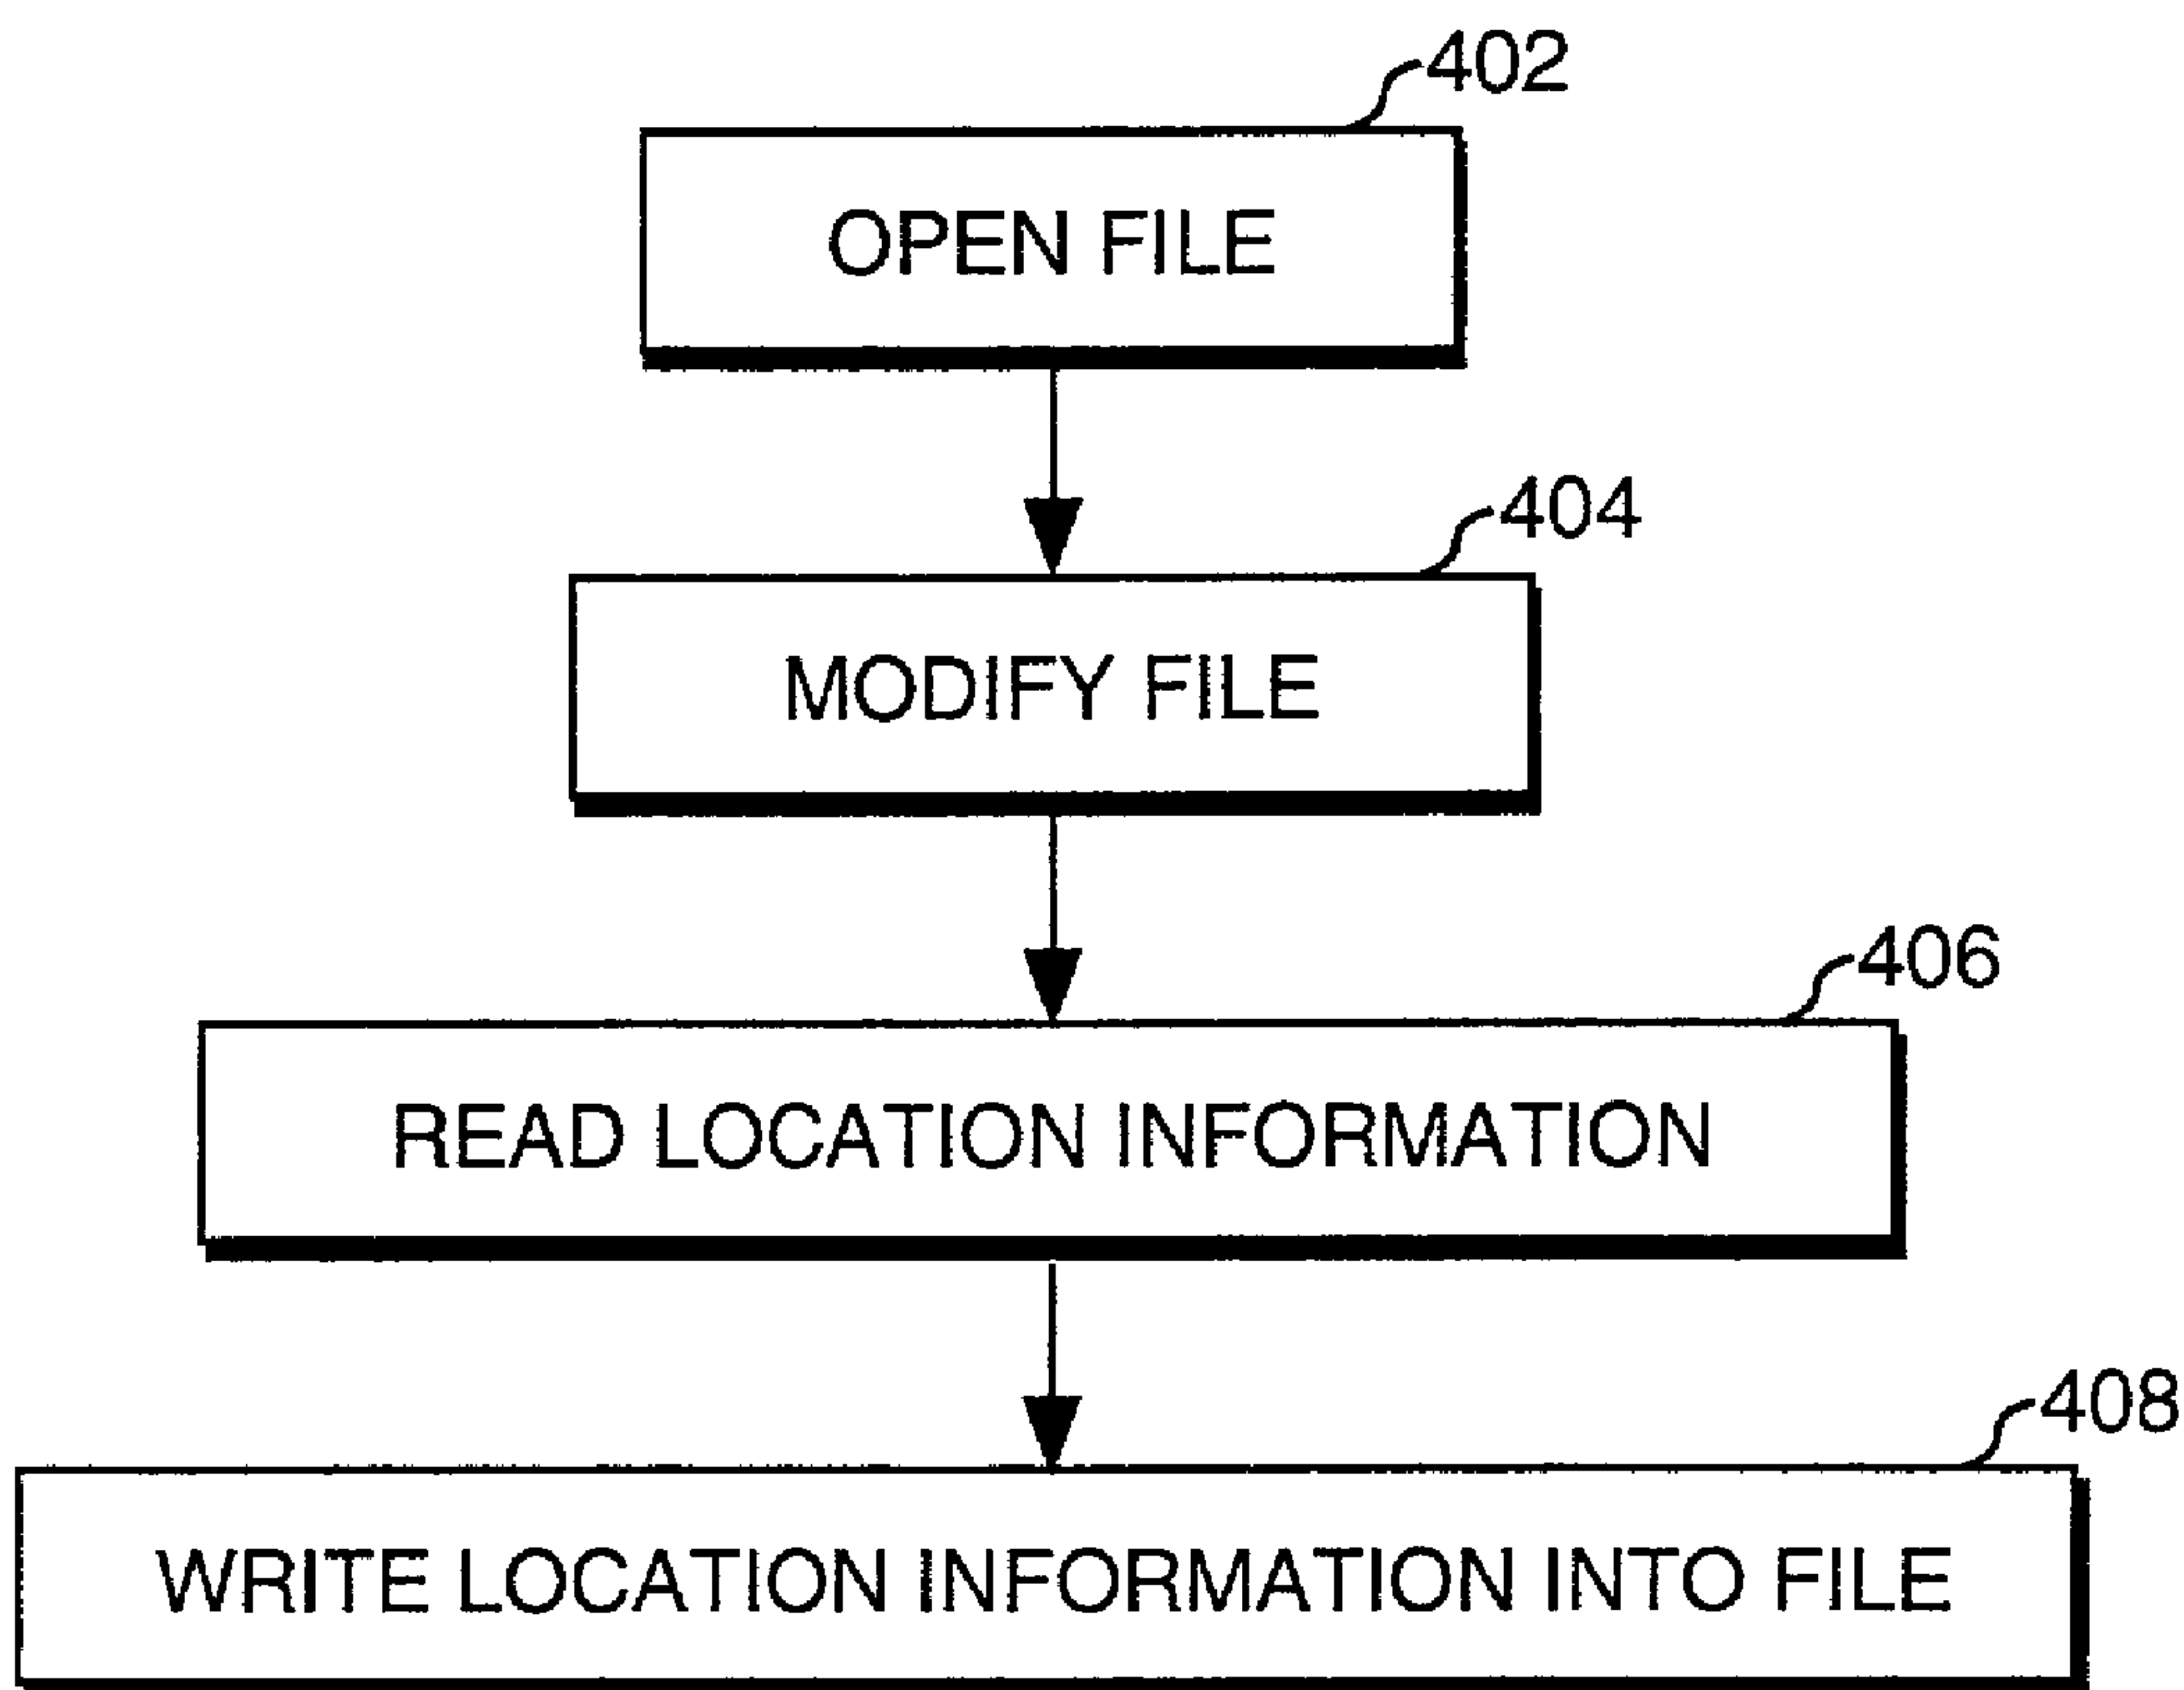 402
OPEN FILE
404
MODIFY FILE
406
READ LOCATION INFORMATION
408
WRITE LOCATION INFORMATION INTO FILE